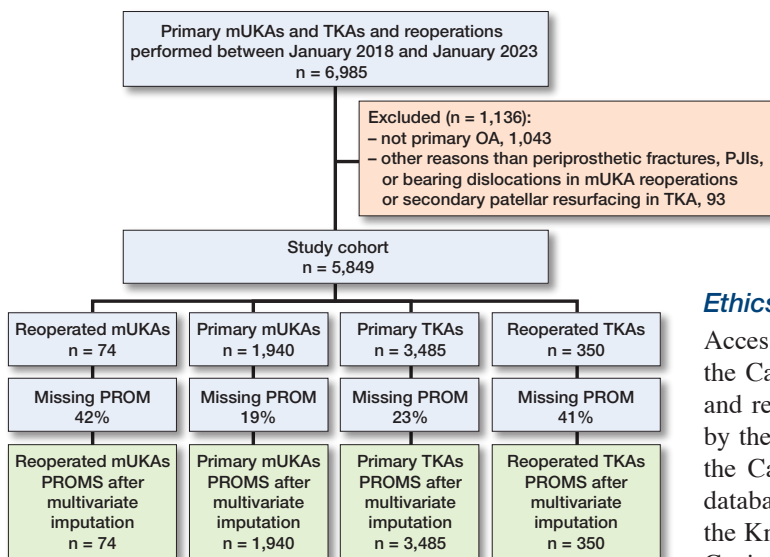 Primary mUKAs and TKAs and reoperations
performed between January 2018 and January 2023
n = 6,985
Excluded (n = 1,136):
– not primary OA, 1,043
– other reasons than periprosthetic fractures, PJIs,
or bearing dislocations in mUKA reoperations
or secondary patellar resurfacing in TKA, 93
Study cohort
n = 5,849
Reoperated mUKAs
n = 74
Primary mUKAs
n = 1,940
Primary TKAs
n = 3,485
Reoperated TKAs
n = 350
Missing PROM
42%
Missing PROM
19%
Missing PROM
23%
Missing PROM
41%
Reoperated mUKAs
PROMS after
multivariate
imputation
n = 74
Primary mUKAs
PROMS after
multivariate
imputation
n = 1,940
Primary TKAs
PROMS after
multivariate
imputation
n = 3,485
Reoperated TKAs
PROMS after
multivariate
imputation
n = 350
Ethics
Acces
the Ca
and re
by the
the Ca
databa
the Kn